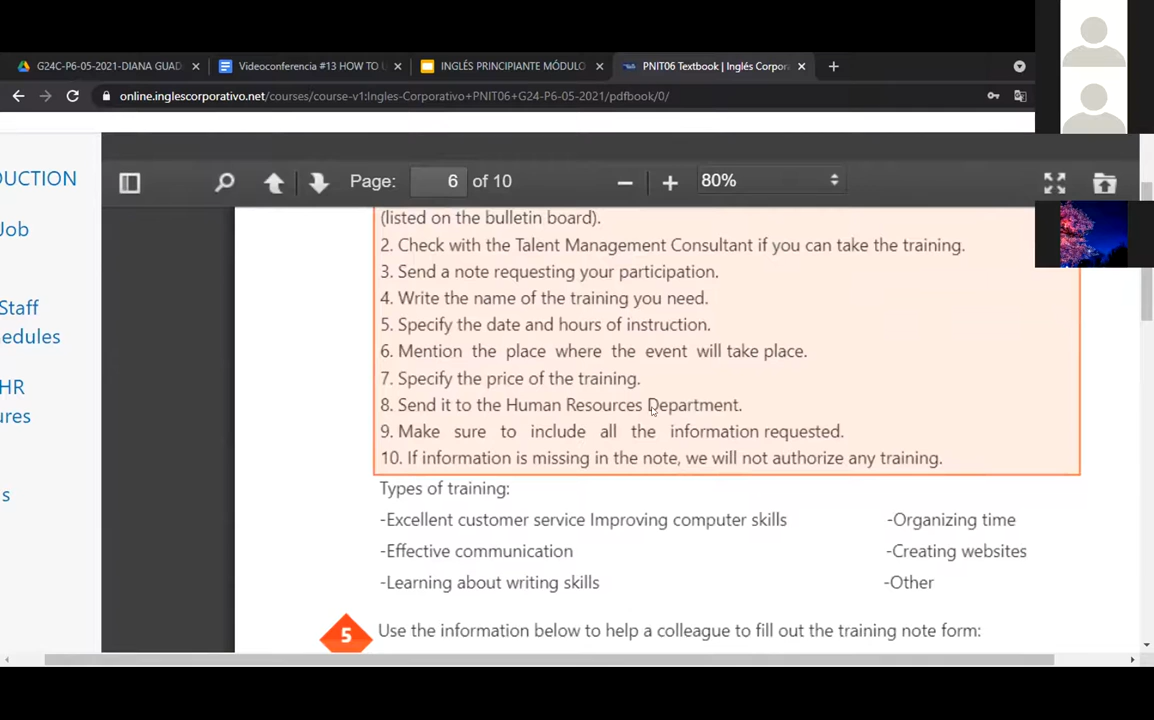 G24C-P6-05-2021-DIANA GUAD
Videoconferencia #13 HOW TO
INGLÉS PRINCIPIANTE MÓDULO
PNIT06 Textbook | Inglés Corpor
online.inglescorporativo.net/courses/course-v1:Ingles-Corporativo+PNIT06+G24-P6-05-2021/pdfbook/0/
Page: 6 of 10
80%
DUCTION
Job
Staff
edules
HR
ures
s
(listed on the bulletin board).
2. Check with the Talent Management Consultant if you can take the training.
3. Send a note requesting your participation.
4. Write the name of the training you need.
5. Specify the date and hours of instruction.
6. Mention the place where the event will take place.
7. Specify the price of the training.
8. Send it to the Human Resources Department.
9. Make sure to include all the information requested.
10. If information is missing in the note, we will not authorize any training.
Types of training:
-Excellent customer service Improving computer skills
-Organizing time
-Effective communication
-Creating websites
-Learning about writing skills
-Other
5 Use the information below to help a colleague to fill out the training note form: